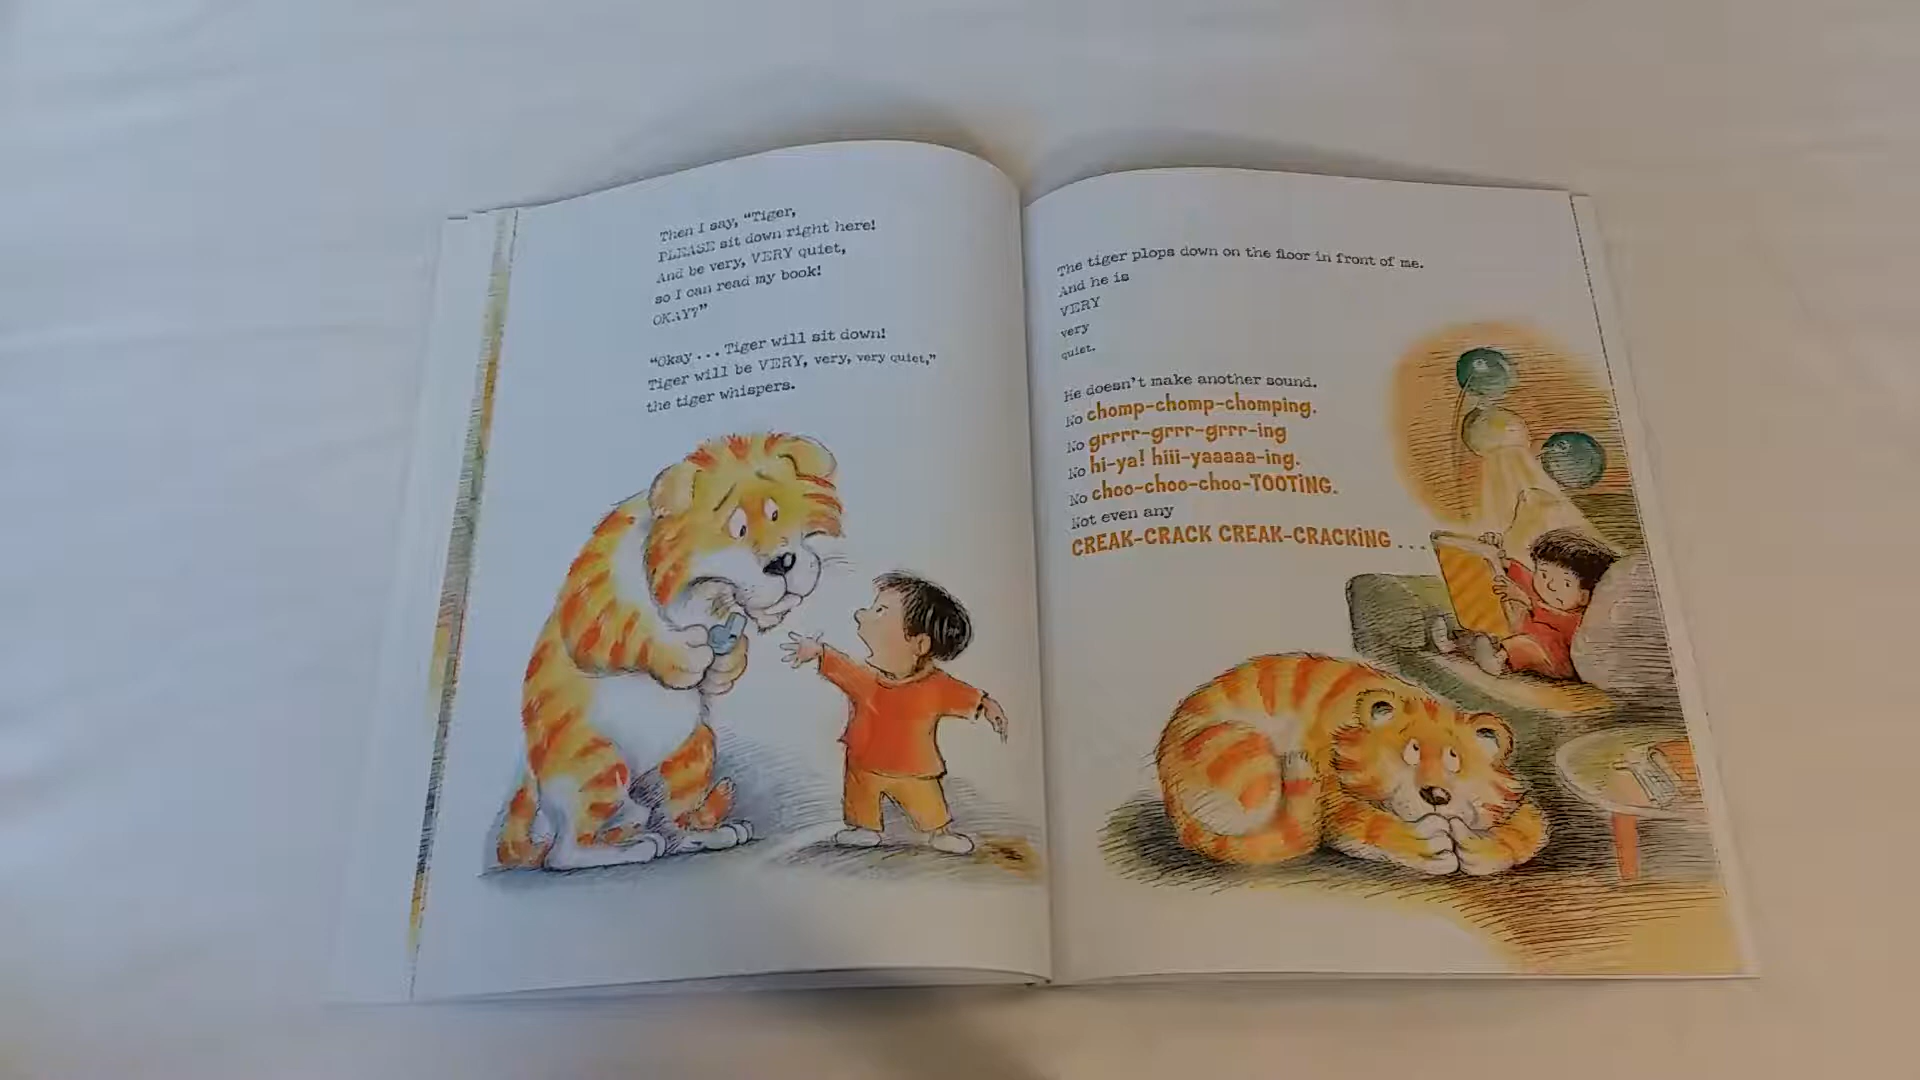 Then I say, “Tiger,
PLEASE sit down right here!
And be very, VERY quiet,
so I can read my book!
OKAY?”
“Okay . . . Tiger will sit down!
Tiger will be VERY, very, very quiet,”
the tiger whispers.
The tiger plops down on the floor in front of me.
And he is
VERY
very
quiet.
He doesn’t make another sound.
No chomp-chomp-chomping.
No grrrr-grrr-grrr-ing
No hi-ya! hiii-yaaaaa-ing.
No choo-choo-choo-TOOTiNG.
Not even any
CREAK-CRACK CREAK-CRACKiNG . . .